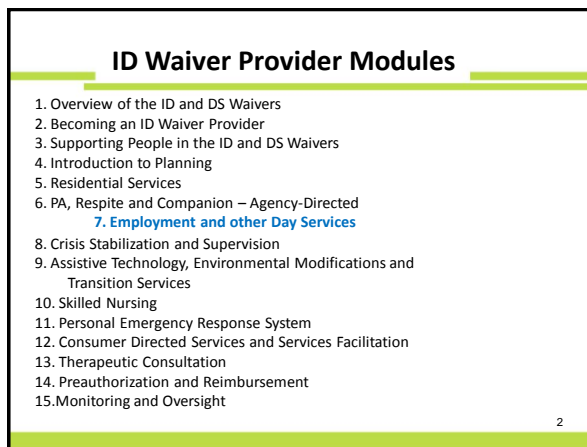 ID Waiver Provider Modules
1. Overview of the ID and DS Waivers
2. Becoming an ID Waiver Provider
3. Supporting People in the ID and DS Waivers
4. Introduction to Planning
5. Residential Services
6. PA, Respite and Companion – Agency-Directed
7. Employment and other Day Services
8. Crisis Stabilization and Supervision
9. Assistive Technology, Environmental Modifications and
Transition Services
10. Skilled Nursing
11. Personal Emergency Response System
12. Consumer Directed Services and Services Facilitation
13. Therapeutic Consultation
14. Preauthorization and Reimbursement
15.Monitoring and Oversight
2